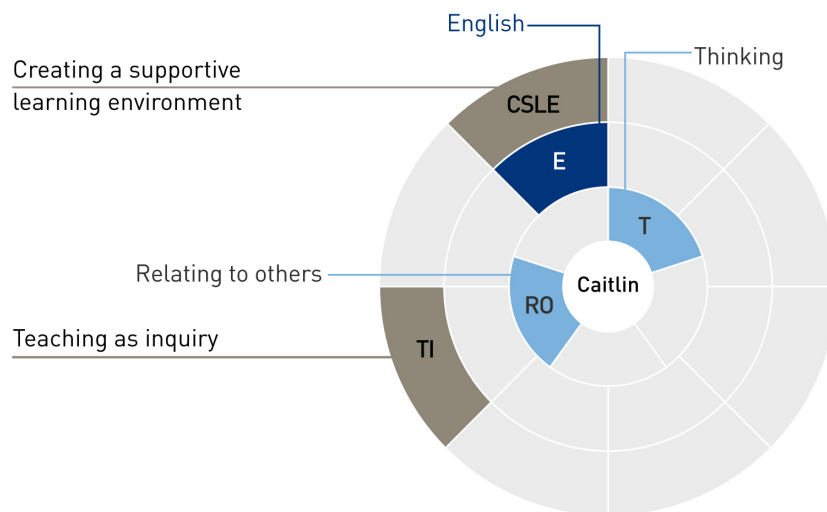 English
Thinking
Creating a supportive
learning environment
CSLE
E
T
Relating to others
Caitlin
RO
Teaching as inquiry
TI